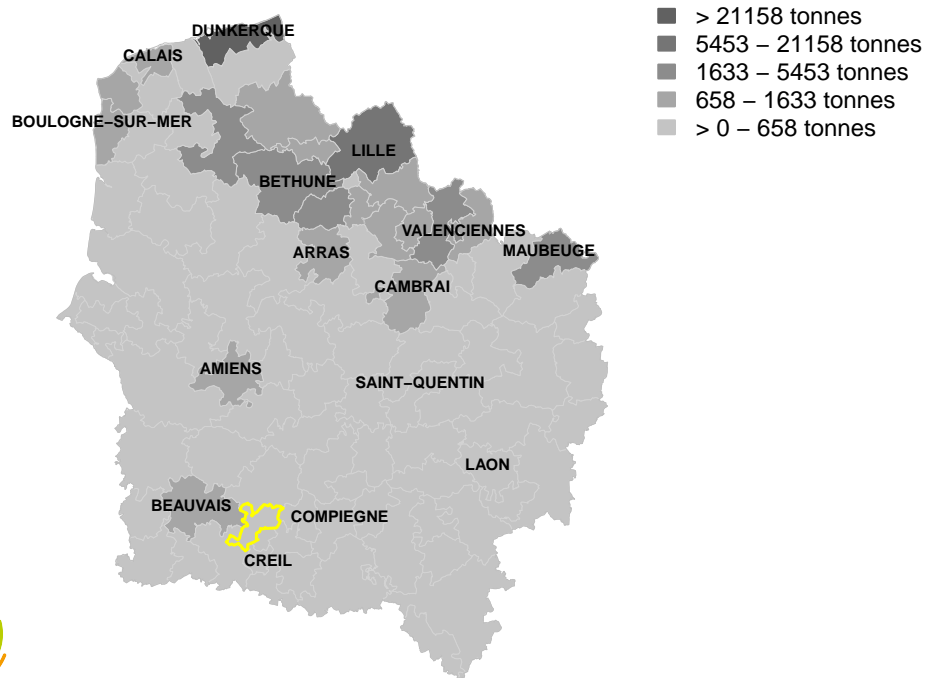 > 21158 tonnes
5453 – 21158 tonnes
1633 – 5453 tonnes
658 – 1633 tonnes
> 0 – 658 tonnes
DUNKERQUE
CALAIS
BOULOGNE–SUR–MER
LILLE
BETHUNE
VALENCIENNES
ARRAS
MAUBEUGE
CAMBRAI
AMIENS
SAINT–QUENTIN
LAON
BEAUVAIS
COMPIEGNE
CREIL